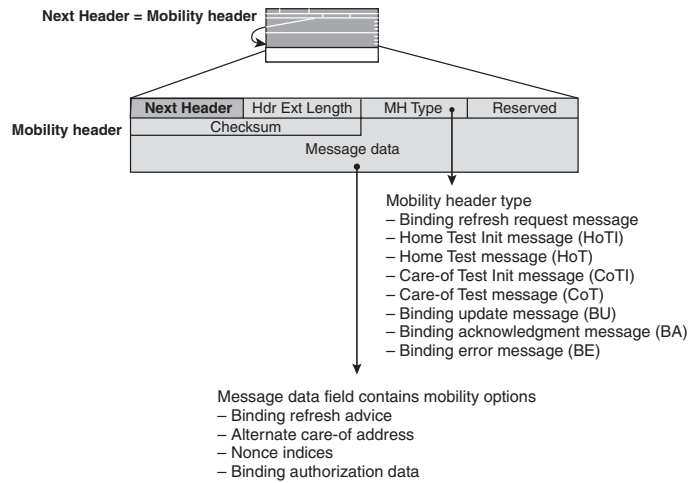 Next Header = Mobility header
Next Header Hdr Ext Length MH Type Reserved
Mobility header
Checksum
Message data
Mobility header type
– Binding refresh request message
– Home Test Init message (HoTI)
– Home Test message (HoT)
– Care-of Test Init message (CoTI)
– Care-of Test message (CoT)
– Binding update message (BU)
– Binding acknowledgment message (BA)
– Binding error message (BE)
Message data field contains mobility options
– Binding refresh advice
– Alternate care-of address
– Nonce indices
– Binding authorization data